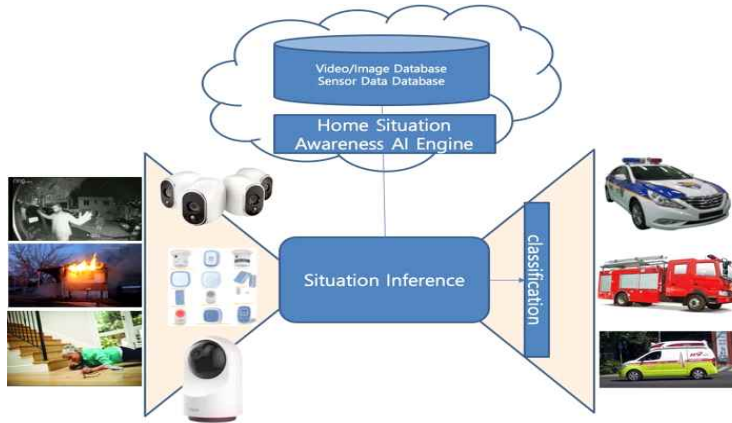 Video/Image Database
Sensor Data Database
Home Situation
Awareness AI Engine
Situation Inference
classification